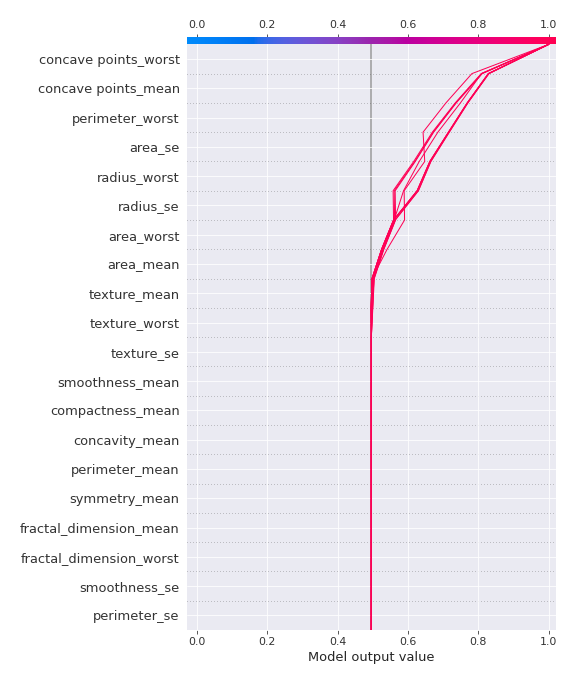 0.0 0.2 0.4 0.6 0.8 1.0
concave points_worst
concave points_mean
perimeter_worst
area_se
radius_worst
radius_se
area_worst
area_mean
texture_mean
texture_worst
texture_se
smoothness_mean
compactness_mean
concavity_mean
perimeter_mean
symmetry_mean
fractal_dimension_mean
fractal_dimension_worst
smoothness_se
perimeter_se
0.0 0.2 0.4 0.6 0.8 1.0
Model output value